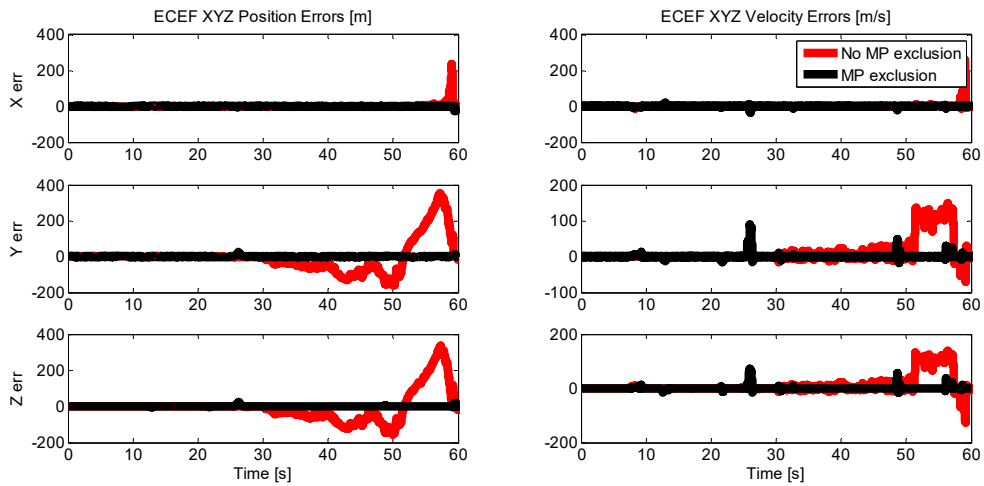 ECEF XYZ Position Errors [m]
400
200
0
-200
X err
0 10 20 30 40 50 60
400
200
0
-200
Y err
0 10 20 30 40 50 60
400
200
0
-200
Z err
0 10 20 30 40 50 60
Time [s]
ECEF XYZ Velocity Errors [m/s]
No MP exclusion
MP exclusion
400
200
0
-200
0 10 20 30 40 50 60
200
100
0
-100
0 10 20 30 40 50 60
200
0
-200
0 10 20 30 40 50 60
Time [s]